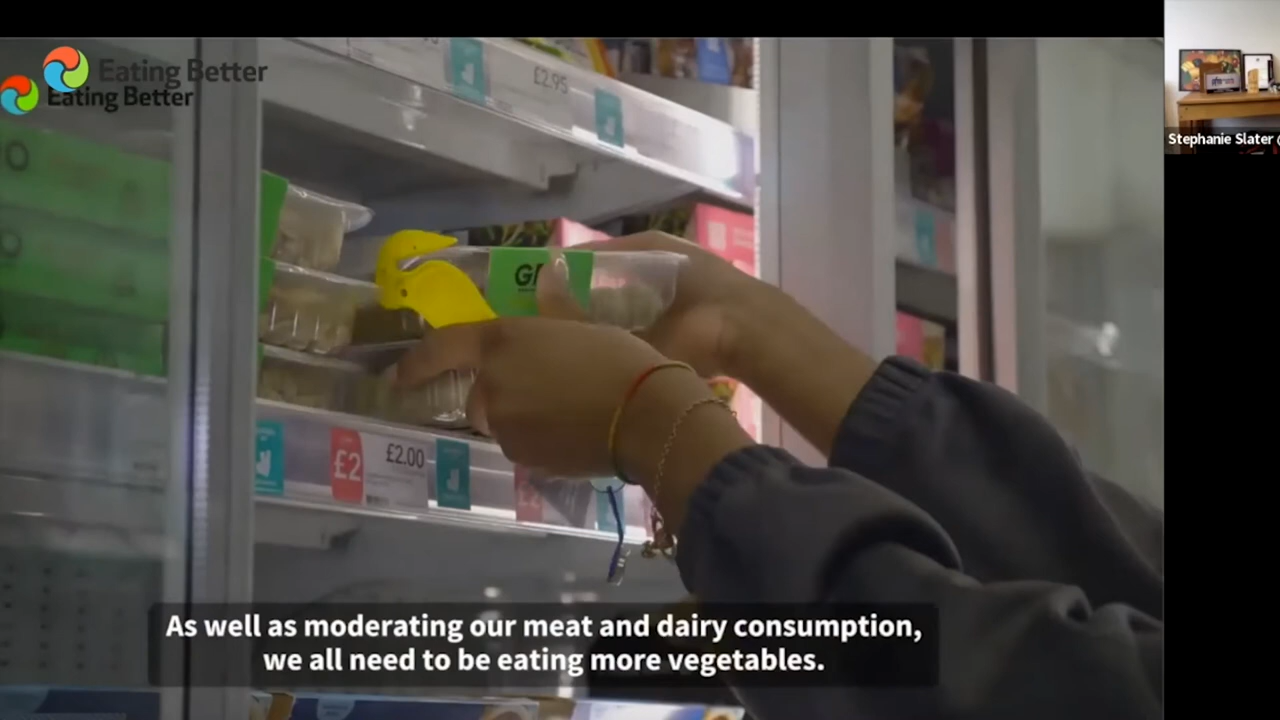 Eating Better
Eating Better
£2.95
£2
£2.00
Stephanie Slater
As well as moderating our meat and dairy consumption,
we all need to be eating more vegetables.